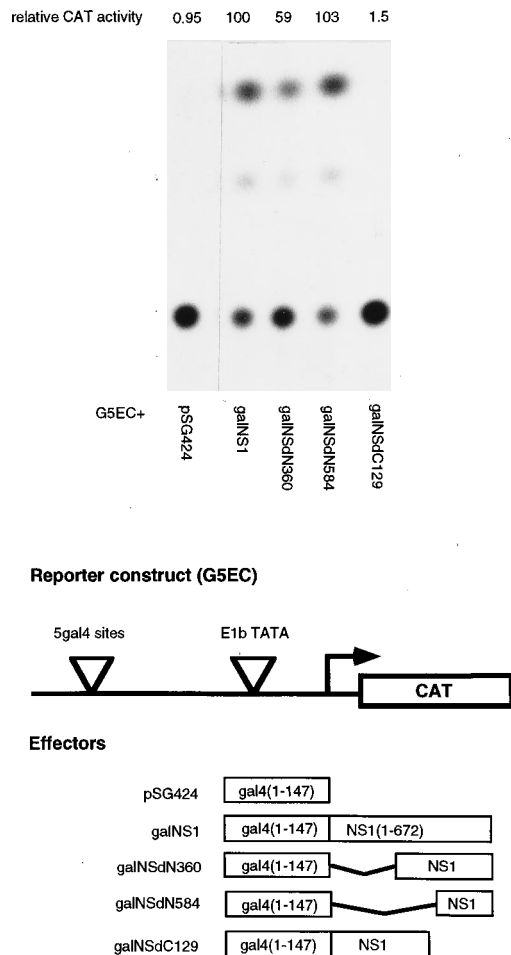 relative CAT activity 0.95 100 59 103 1.5
G5EC+ pSG424 galNS1 galNSdN360 galNSdN584 galNSdC129
Reporter construct (G5EC)
5gal4 sites E1b TATA
CAT
Effectors
pSG424 gal4(1-147)
galNS1 gal4(1-147) NS1(1-672)
galNSdN360 gal4(1-147) NS1
galNSdN584 gal4(1-147) NS1
galNSdC129 gal4(1-147) NS1